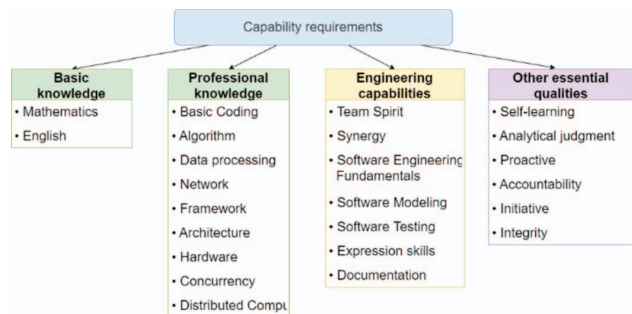 Capability requirements
Basic
knowledge
• Mathematics
• English
Professional
knowledge
• Basic Coding
• Algorithm
• Data processing
• Network
• Framework
• Architecture
• Hardware
• Concurrency
• Distributed Compu
Engineering
capabilities
• Team Spirit
• Synergy
• Software Engineering
Fundamentals
• Software Modeling
• Software Testing
• Expression skills
• Documentation
Other essential
qualities
• Self-learning
• Analytical judgment
• Proactive
• Accountability
• Initiative
• Integrity